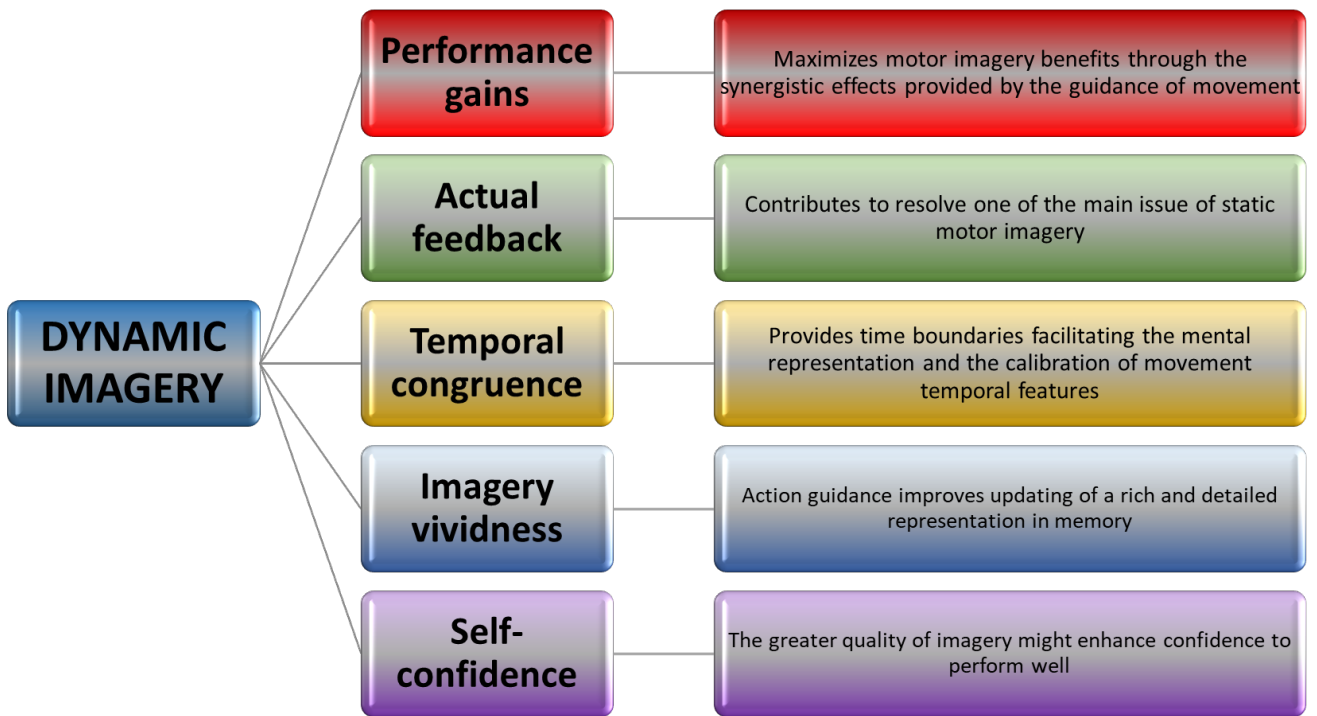 DYNAMIC
IMAGERY
Performance
gains
Maximizes motor imagery benefits through the
synergistic effects provided by the guidance of movement
Actual
feedback
Contributes to resolve one of the main issue of static
motor imagery
Temporal
congruence
Provides time boundaries facilitating the mental
representation and the calibration of movement
temporal features
Imagery
vividness
Action guidance improves updating of a rich and detailed
representation in memory
Self-
confidence
The greater quality of imagery might enhance confidence to
perform well